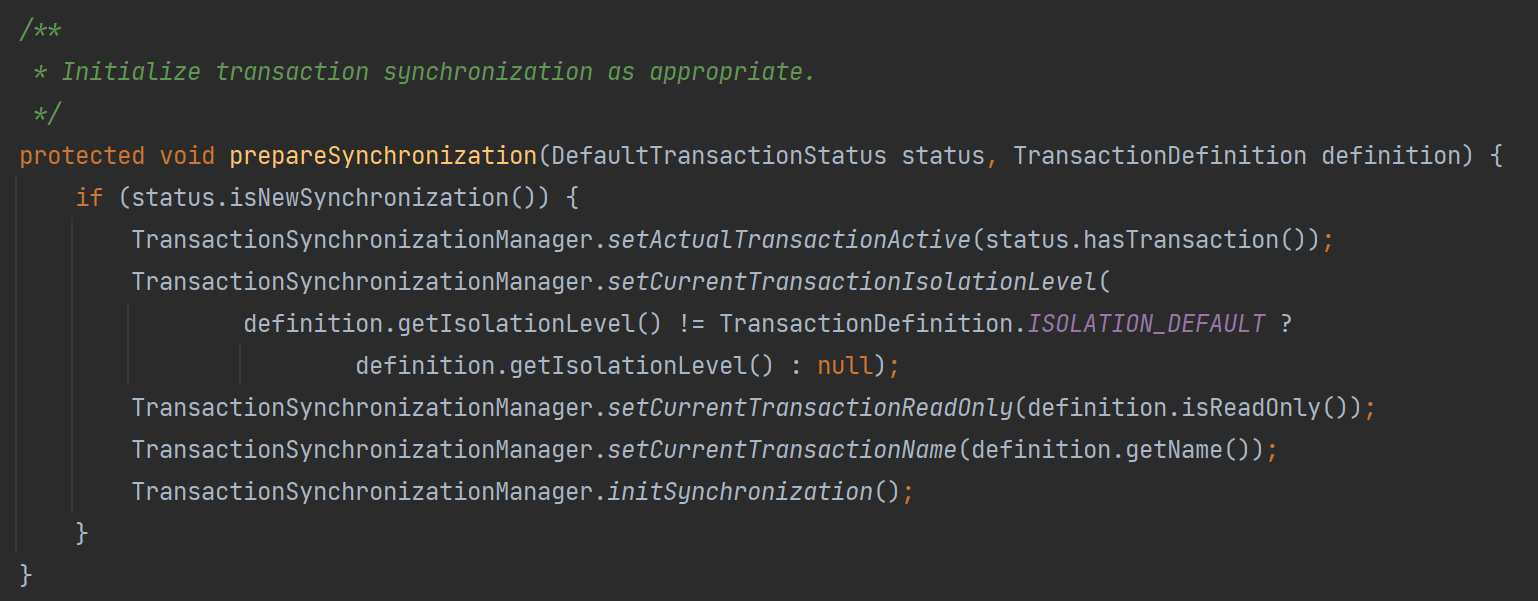 /**
 * Initialize transaction synchronization as appropriate.
 */
protected void prepareSynchronization(DefaultTransactionStatus status, TransactionDefinition definition) {
    if (status.isNewSynchronization()) {
        TransactionSynchronizationManager.setActualTransactionActive(status.hasTransaction());
        TransactionSynchronizationManager.setCurrentTransactionIsolationLevel(
                definition.getIsolationLevel() != TransactionDefinition.ISOLATION_DEFAULT ?
                        definition.getIsolationLevel() : null);
        TransactionSynchronizationManager.setCurrentTransactionReadOnly(definition.isReadOnly());
        TransactionSynchronizationManager.setCurrentTransactionName(definition.getName());
        TransactionSynchronizationManager.initSynchronization();
    }
}